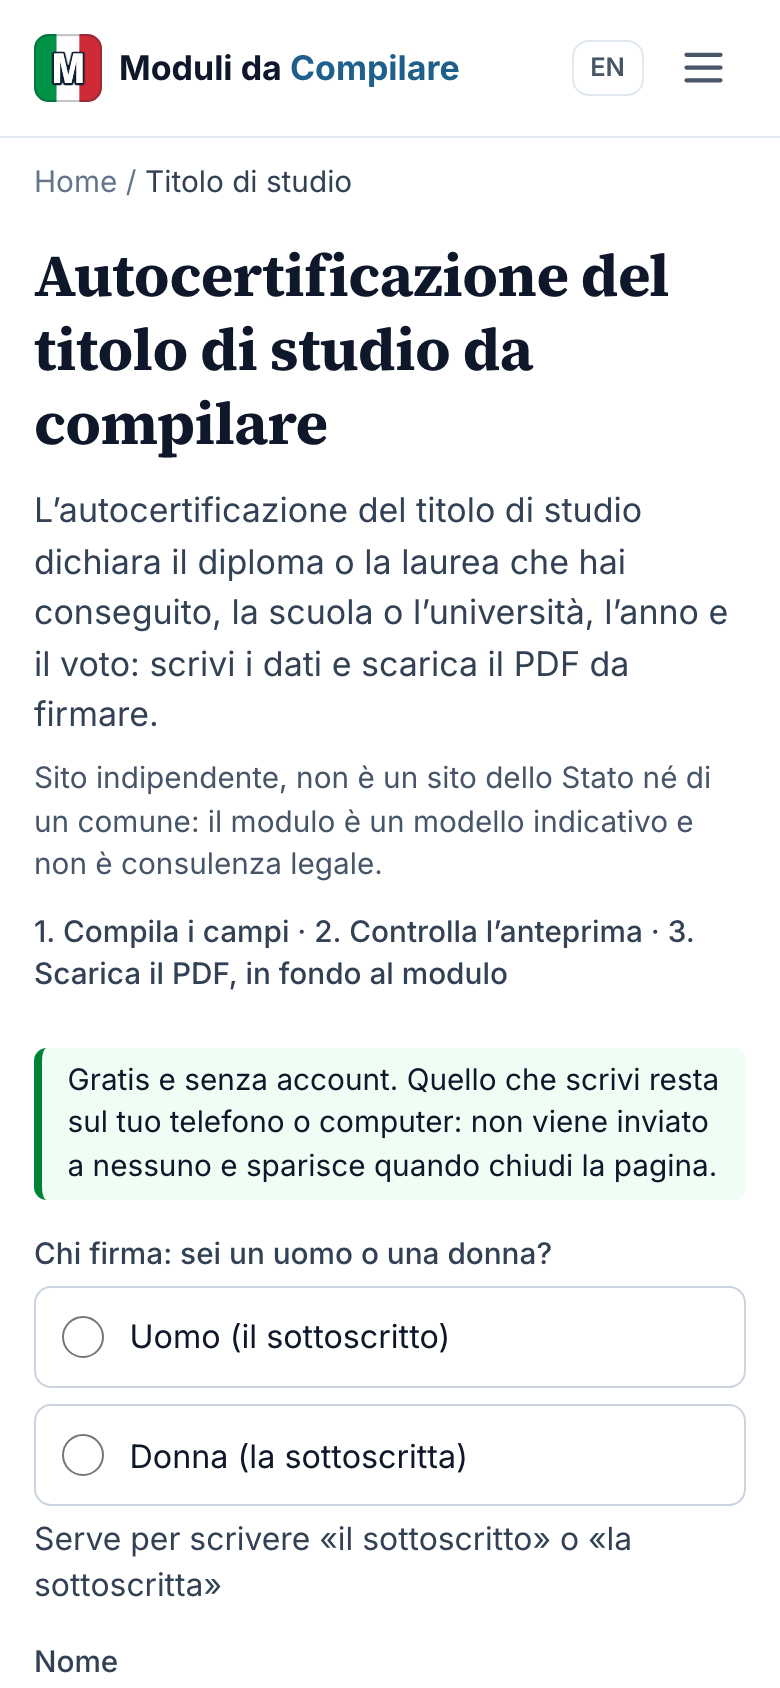 M
Moduli da Compilare
EN
Home / Titolo di studio
Autocertificazione del
titolo di studio da
compilare
L’autocertificazione del titolo di studio
dichiara il diploma o la laurea che hai
conseguito, la scuola o l’università, l’anno e
il voto: scrivi i dati e scarica il PDF da
firmare.
Sito indipendente, non è un sito dello Stato né di
un comune: il modulo è un modello indicativo e
non è consulenza legale.
1. Compila i campi · 2. Controlla l’anteprima · 3.
Scarica il PDF, in fondo al modulo
Gratis e senza account. Quello che scrivi resta
sul tuo telefono o computer: non viene inviato
a nessuno e sparisce quando chiudi la pagina.
Chi firma: sei un uomo o una donna?
Uomo (il sottoscritto)
Donna (la sottoscritta)
Serve per scrivere «il sottoscritto» o «la
sottoscritta»
Nome